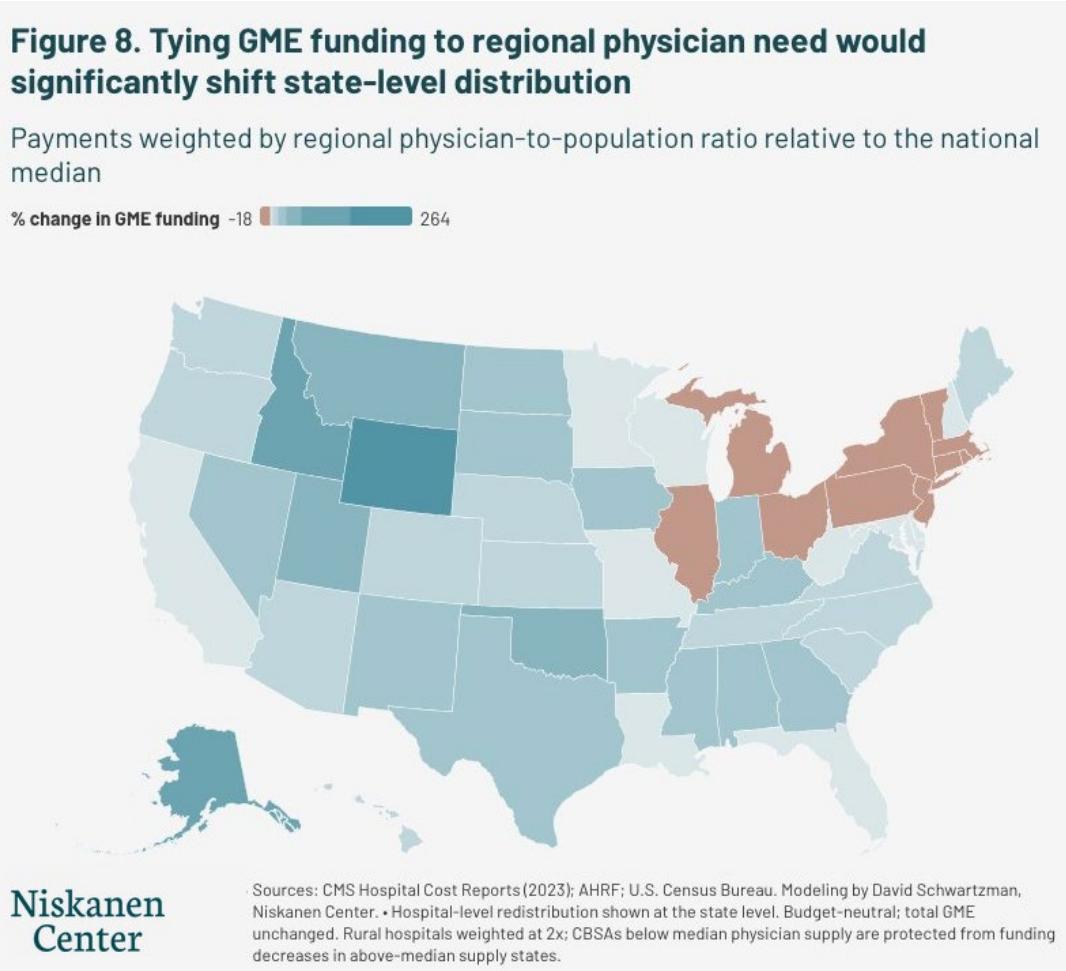 Figure 8. Tying GME funding to regional physician need would
significantly shift state-level distribution
Payments weighted by regional physician-to-population ratio relative to the national
median
% change in GME funding -18 264
Niskanen
Center
Sources: CMS Hospital Cost Reports (2023); AHRF; U.S. Census Bureau. Modeling by David Schwartzman,
Niskanen Center. • Hospital-level redistribution shown at the state level. Budget-neutral; total GME
unchanged. Rural hospitals weighted at 2x; CBSAs below median physician supply are protected from funding
decreases in above-median supply states.